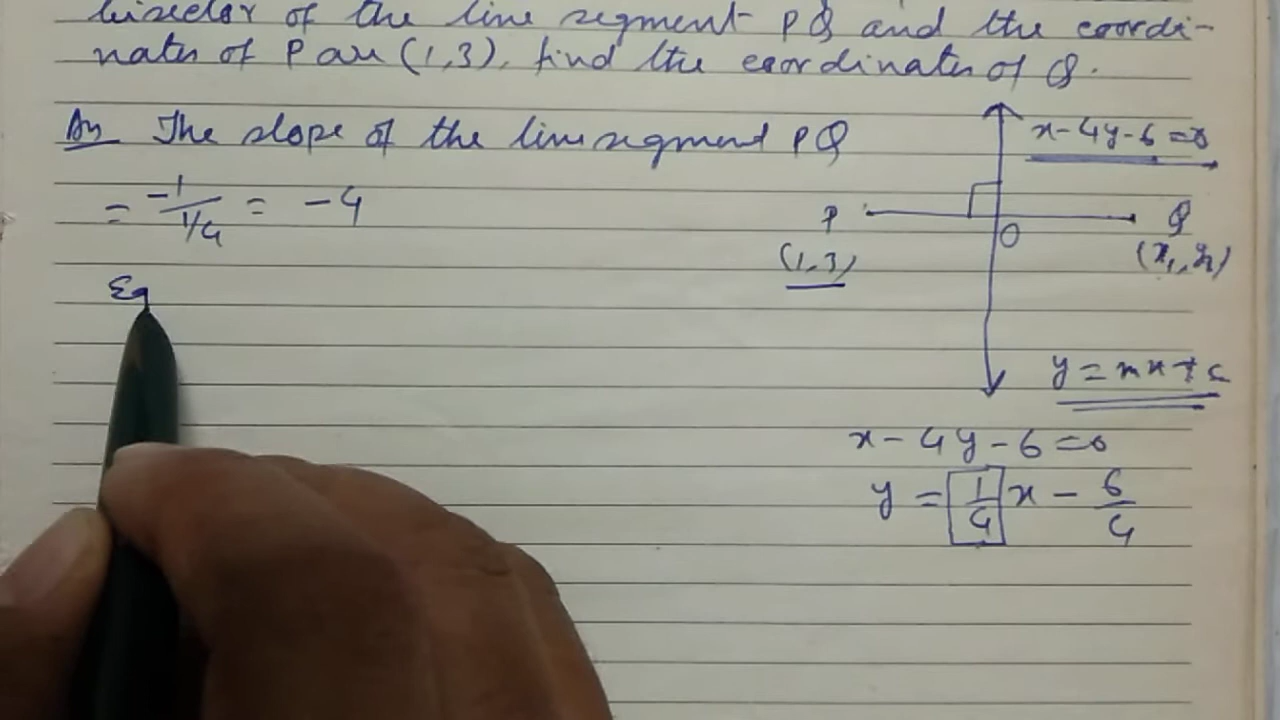 bisector of the line segment PQ and the coordi-
nates of P are (1,3), find the coordinates of Q.
Ans The slope of the line segment PQ
= -1/1/4 = -4
Eq
x-4y-6=0
P
O
Q
(1,3)
(x1,y1)
y=mx+c
x-4y-6=0
y = 1/4 x - 6/4